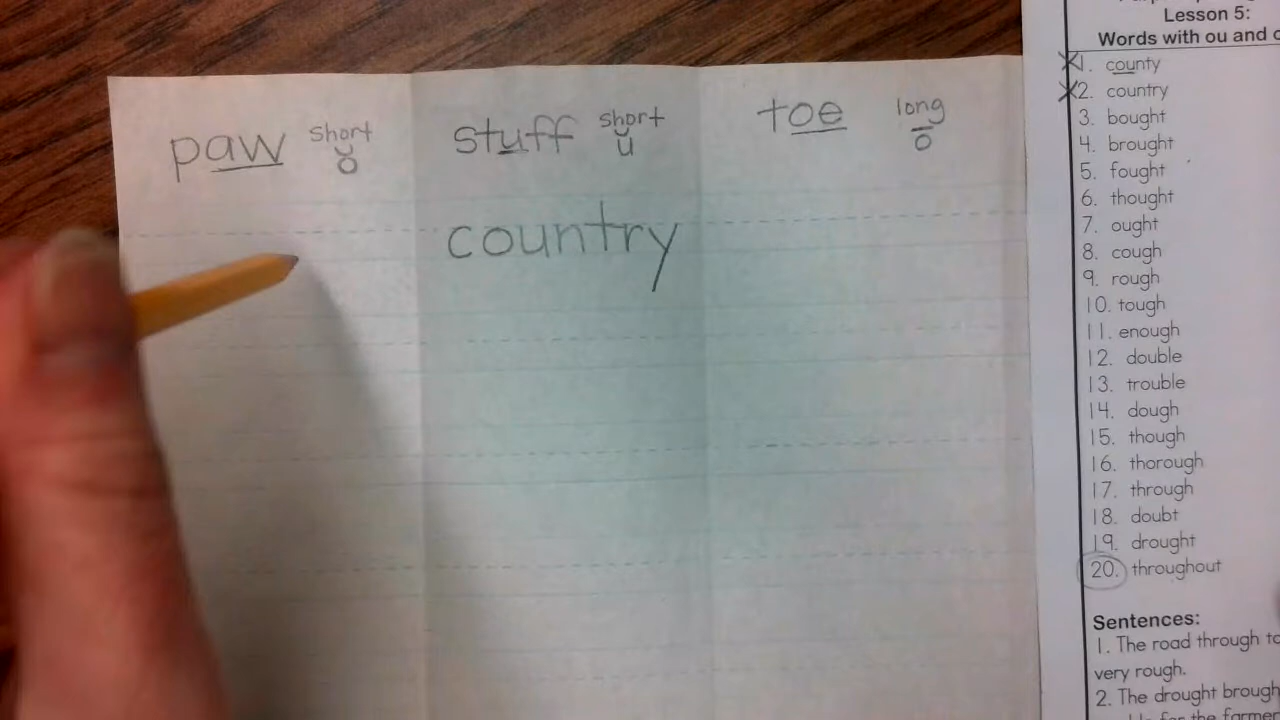 paw short ŏ
stuff short ŭ
toe long ō
country
Lesson 5:
Words with ou and
1. county
2. country
3. bought
4. brought
5. fought
6. thought
7. ought
8. cough
9. rough
10. tough
11. enough
12. double
13. trouble
14. dough
15. though
16. thorough
17. through
18. doubt
19. drought
20. throughout
Sentences:
1. The road through
very rough.
2. The drought
for the farmer